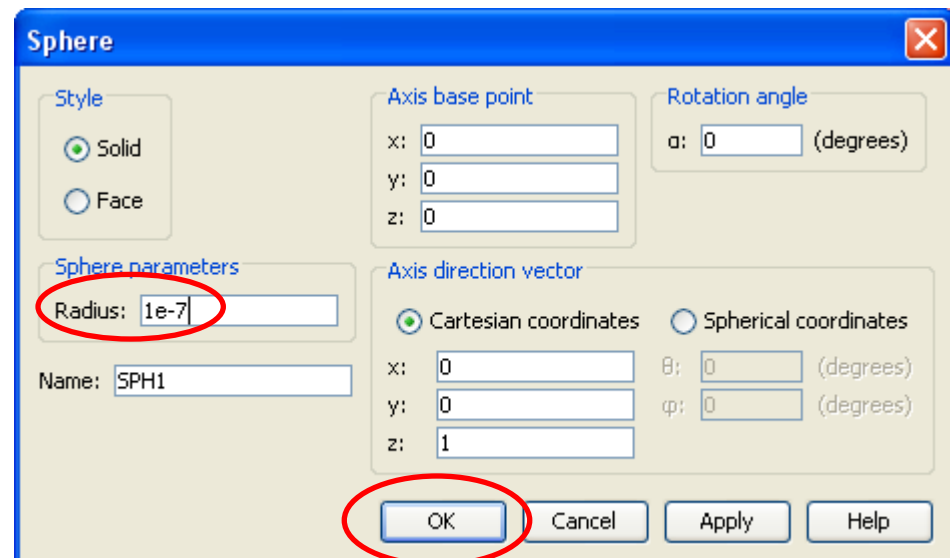 Sphere
Style
Solid
Face
Sphere parameters
Radius: 1e-7
Name: SPH1
Axis base point
x: 0
y: 0
z: 0
Rotation angle
α: 0 (degrees)
Axis direction vector
Cartesian coordinates
Spherical coordinates
x: 0
y: 0
z: 1
θ: 0 (degrees)
φ: 0 (degrees)
OK
Cancel
Apply
Help